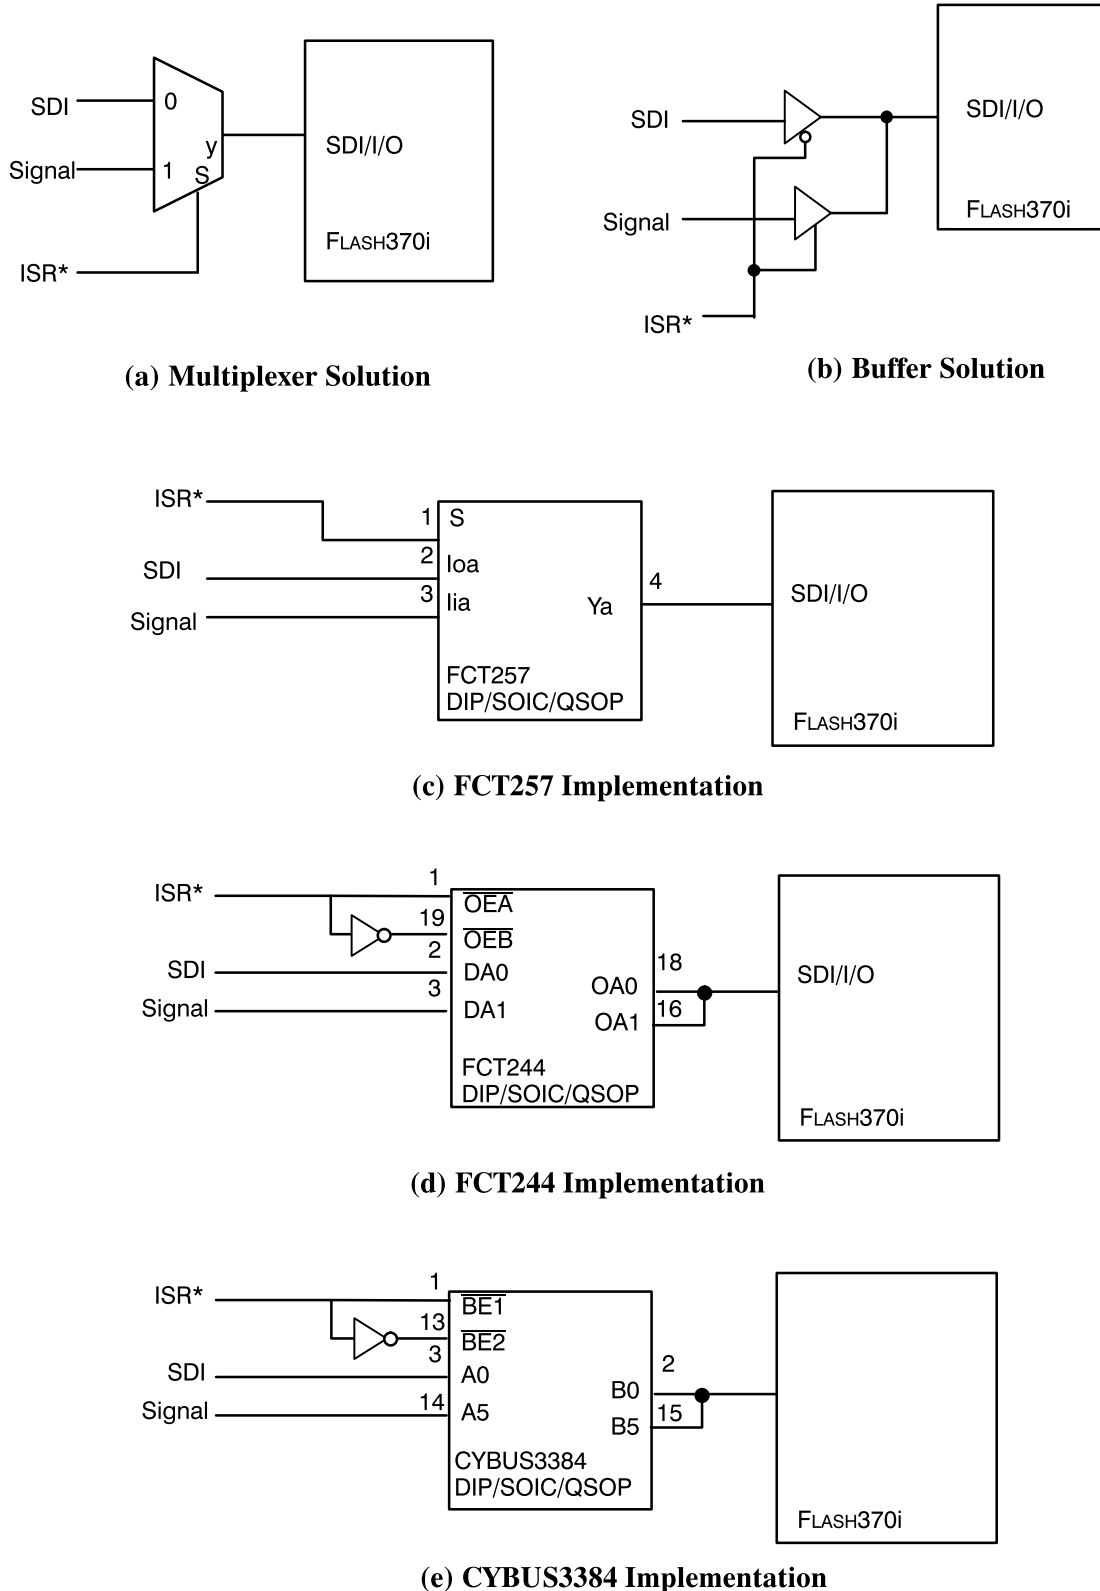 SDI
0
Signal
1
y
S
ISR*
SDI/I/O
FLASH370i
(a) Multiplexer Solution
SDI
Signal
ISR*
SDI/I/O
FLASH370i
(b) Buffer Solution
ISR*
SDI
Signal
1
S
2
Ioa
3
Iia
Ya
4
FCT257
DIP/SOIC/QSOP
SDI/I/O
FLASH370i
(c) FCT257 Implementation
ISR*
SDI
Signal
1
OEA
19
OEB
2
DA0
3
DA1
OA0
18
OA1
16
FCT244
DIP/SOIC/QSOP
SDI/I/O
FLASH370i
(d) FCT244 Implementation
ISR*
SDI
Signal
1
BE1
13
BE2
3
A0
14
A5
B0
2
B5
15
CYBUS3384
DIP/SOIC/QSOP
FLASH370i
(e) CYBUS3384 Implementation